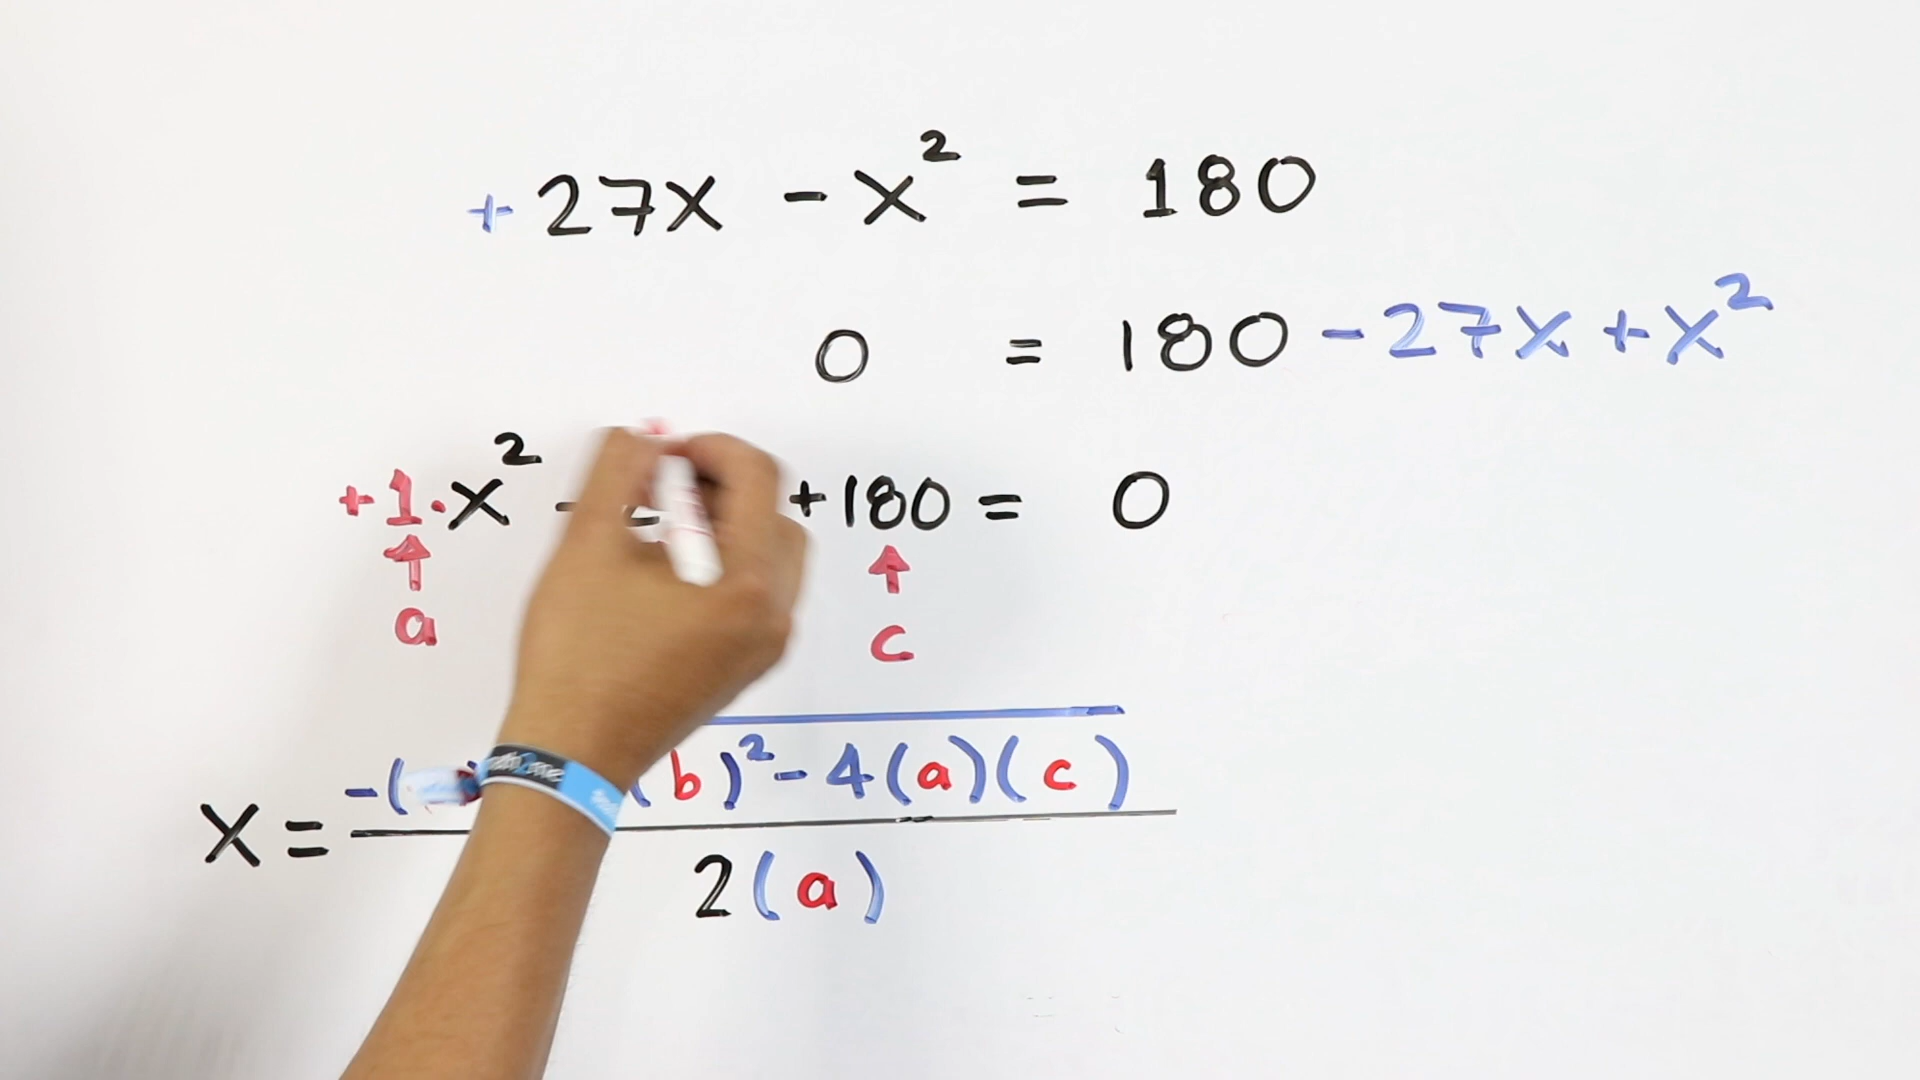 +27x - x² = 180
0 = 180 - 27x + x²
+1·x² - + 180 = 0
a c
-( (b)² - 4(a)(c)
x =
2(a)